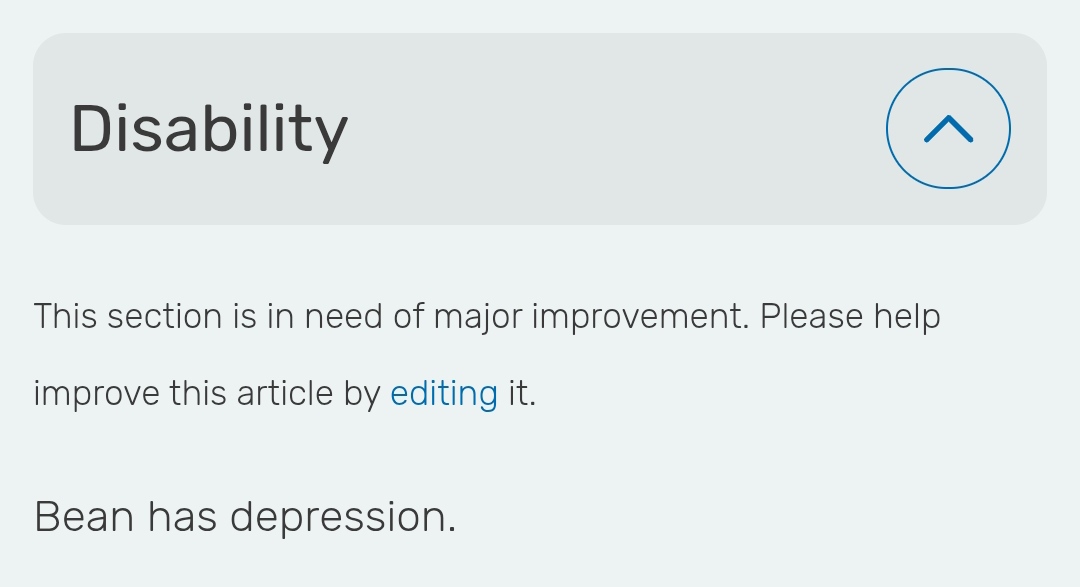 Disability
This section is in need of major improvement. Please help
improve this article by editing it.
Bean has depression.